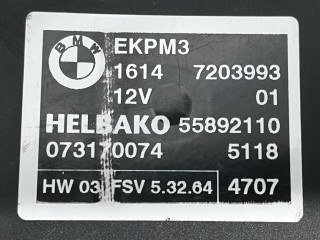 BMW
EKPM3
1614 7203993
12V 01
HELBAKO 55892110
073170074 5118
HW 03 FSV 5.32.64 4707